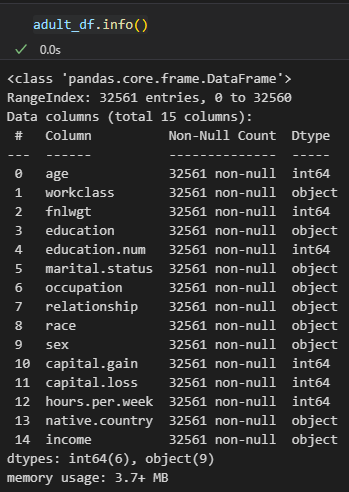 adult_df.info()
✓ 0.0s
<class 'pandas.core.frame.DataFrame'>
RangeIndex: 32561 entries, 0 to 32560
Data columns (total 15 columns):
 #   Column          Non-Null Count  Dtype
---  ------          --------------  -----
 0   age             32561 non-null  int64
 1   workclass       32561 non-null  object
 2   fnlwgt          32561 non-null  int64
 3   education       32561 non-null  object
 4   education.num   32561 non-null  int64
 5   marital.status  32561 non-null  object
 6   occupation      32561 non-null  object
 7   relationship    32561 non-null  object
 8   race            32561 non-null  object
 9   sex             32561 non-null  object
 10  capital.gain    32561 non-null  int64
 11  capital.loss    32561 non-null  int64
 12  hours.per.week  32561 non-null  int64
 13  native.country  32561 non-null  object
 14  income          32561 non-null  object
dtypes: int64(6), object(9)
memory usage: 3.7+ MB